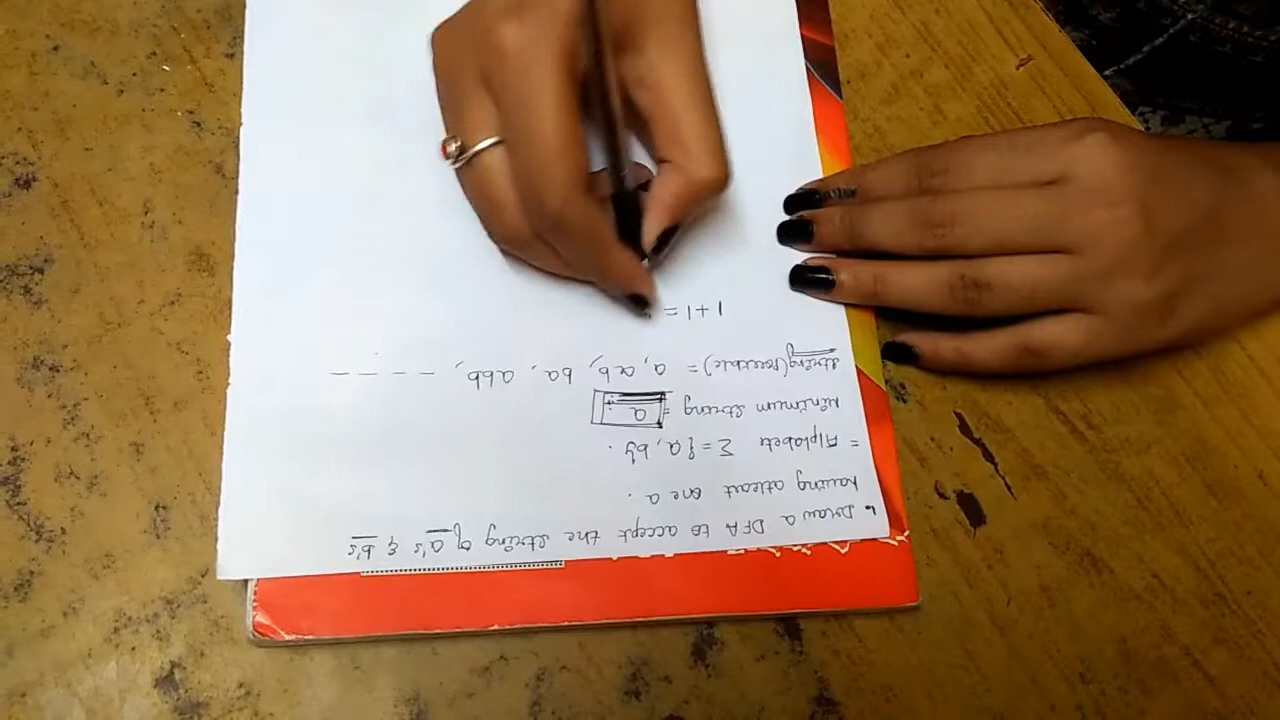 • Draw a DFA to accept the string of a's & b's
having atleast one a.
= Alphabets Σ = {a, b}.
Minimum string = a
string(possible) = a, ab, ba, abb, - - - -
1+1 =